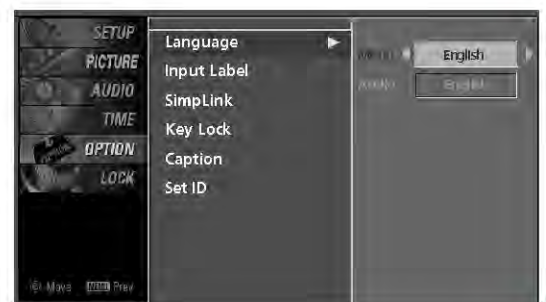 SETUP
PICTURE
AUDIO
TIME
OPTION
LOCK
Move MENU Prev
Language
Input Label
SimpLink
Key Lock
Caption
Set ID
English
English